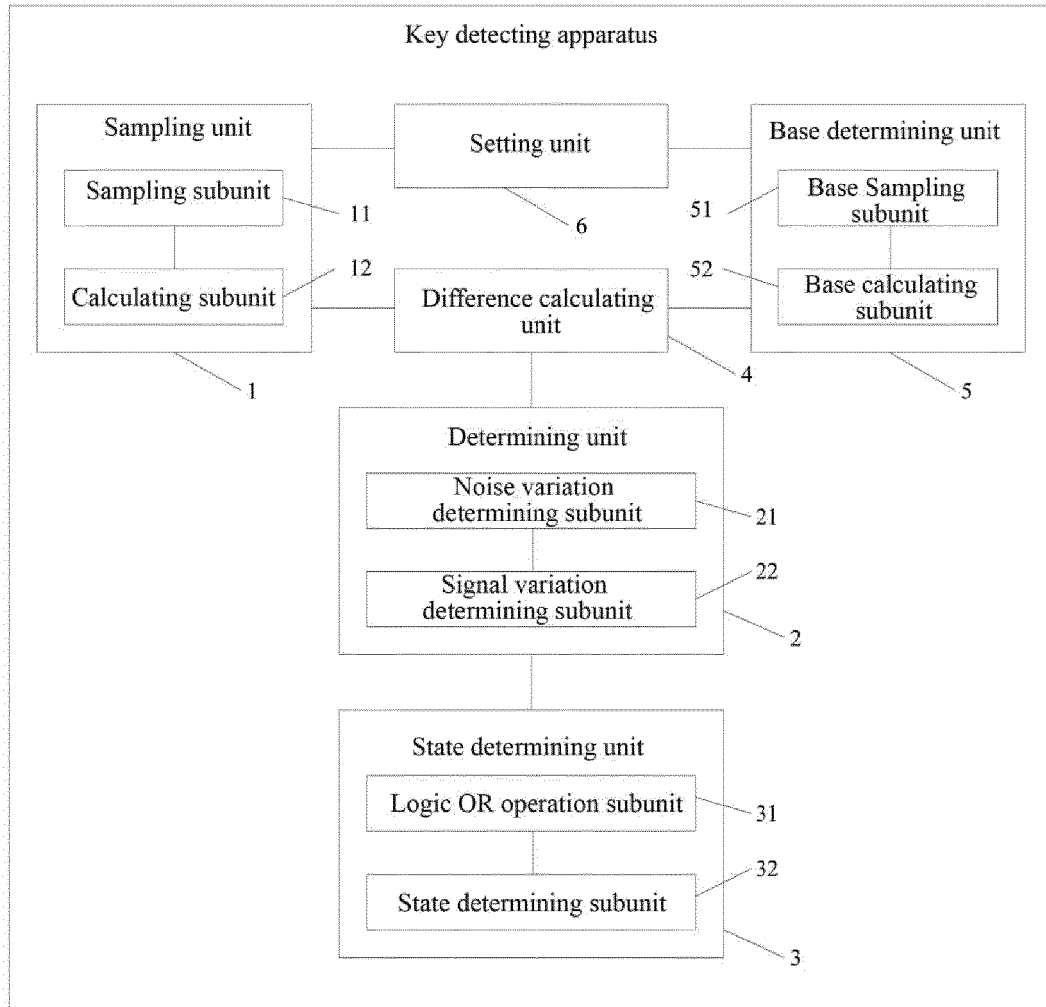 Key detecting apparatus
Sampling unit
Setting unit
Base determining unit
Sampling subunit
11
6
51
Base Sampling
subunit
12
52
Calculating subunit
Difference calculating
unit
Base calculating
subunit
1
4
5
Determining unit
Noise variation
determining subunit
21
Signal variation
determining subunit
22
2
State determining unit
Logic OR operation subunit
31
State determining subunit
32
3